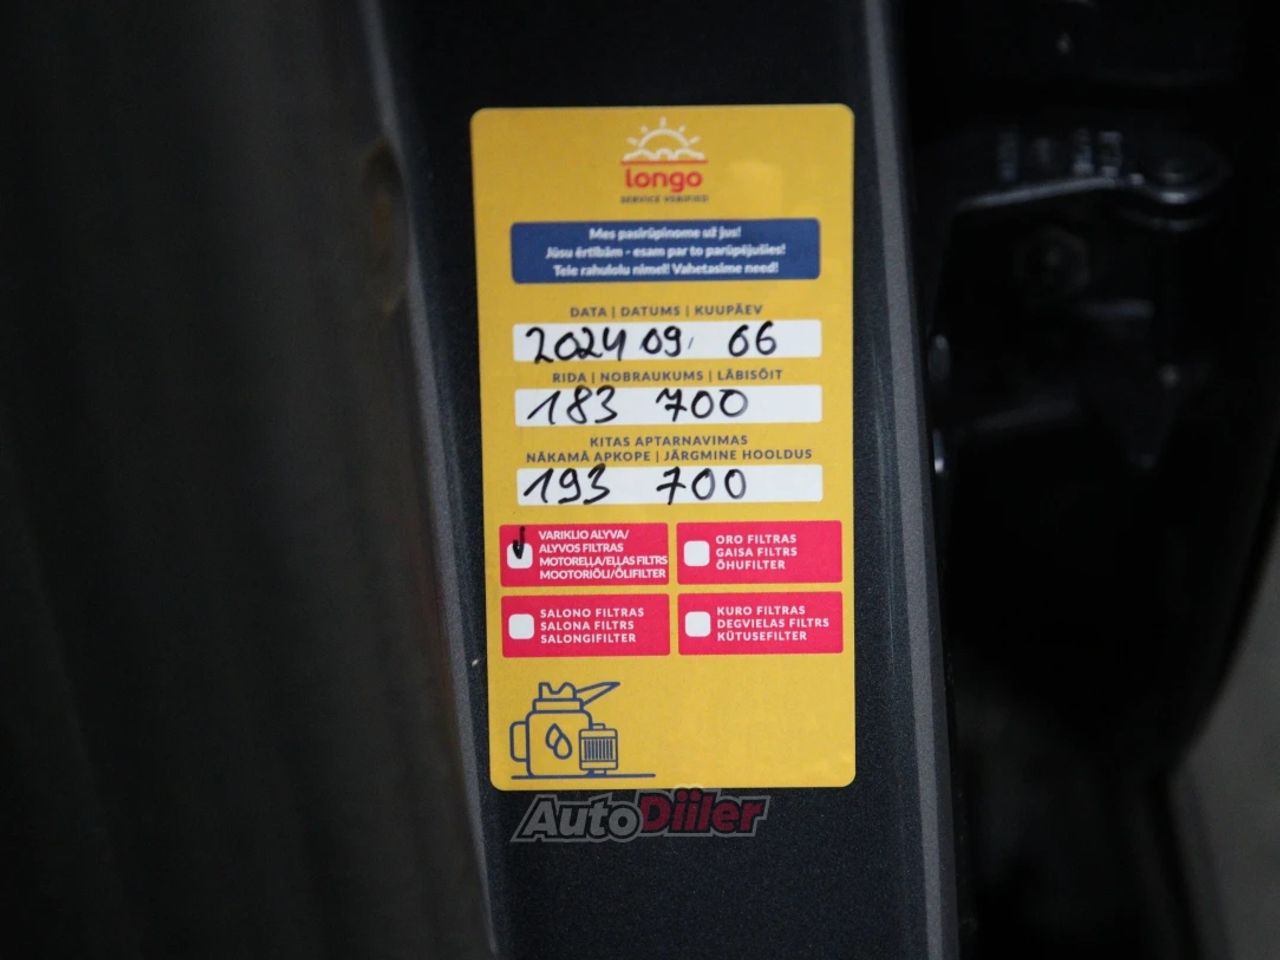 longo
SERVICE VERIFIED
Mes pasirūpinome už jus!
Jūsu ērtībām - esam par to parūpējušies!
Teie rahulolu nimel! Vahetasime need!
DATA | DATUMS | KUUPÄEV
2024 09, 06
RIDA | NOBRAUKUMS | LÄBISÕIT
183 700
KITAS APTARNAVIMAS
NĀKAMĀ APKOPE | JÄRGMINE HOOLDUS
193 700
VARIKLIO ALYVA/
ALYVOS FILTRAS
MOTOREĻĻA/EĻĻAS FILTRS
MOOTORIÕLI/ÕLIFILTER
ORO FILTRAS
GAISA FILTRS
ÕHUFILTER
SALONO FILTRAS
SALONA FILTRS
SALONGIFILTER
KURO FILTRAS
DEGVIELAS FILTRS
KÜTUSEFILTER
AutoDiiler